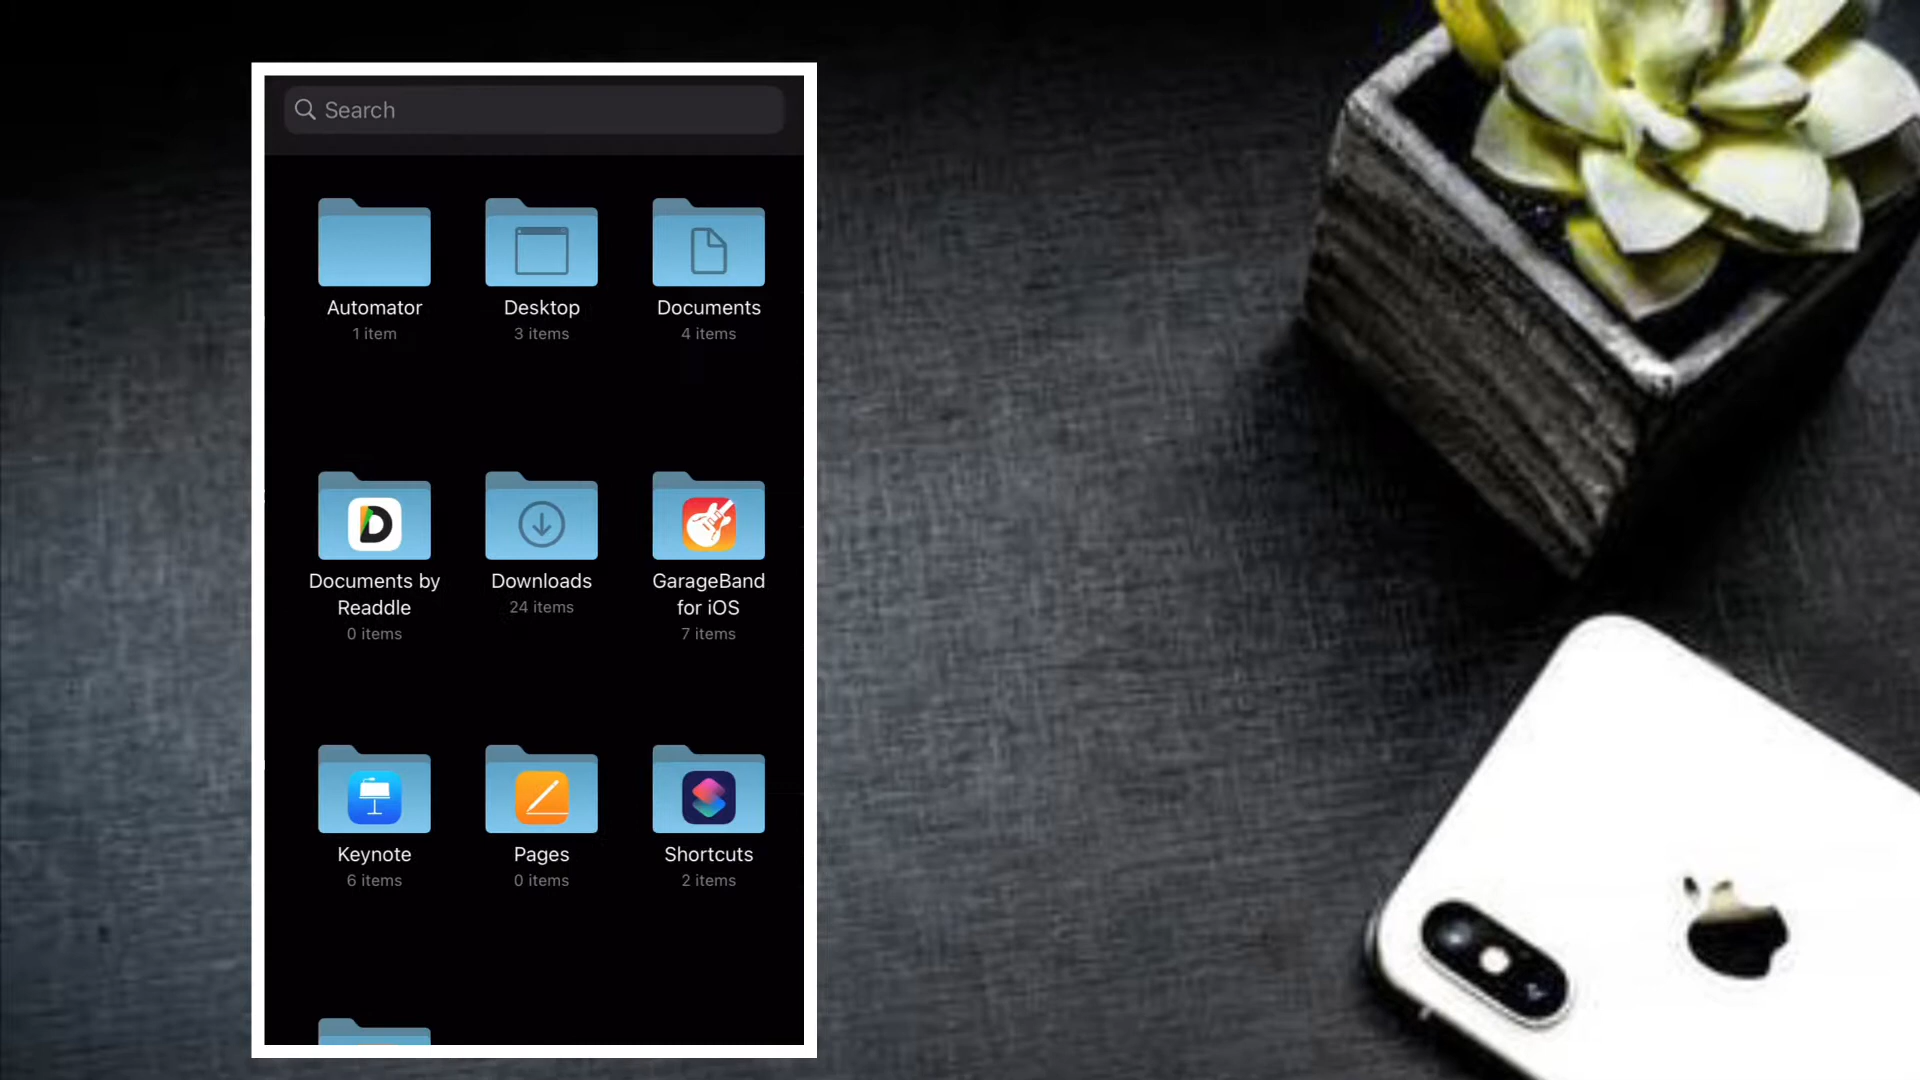 Search
Automator
1 item
Desktop
3 items
Documents
4 items
Documents by
Readdle
0 items
Downloads
24 items
GarageBand
for iOS
7 items
Keynote
6 items
Pages
0 items
Shortcuts
2 items